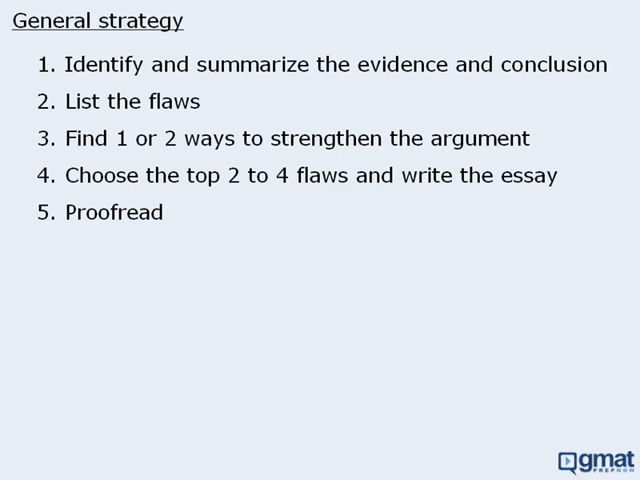 General strategy
1. Identify and summarize the evidence and conclusion
2. List the flaws
3. Find 1 or 2 ways to strengthen the argument
4. Choose the top 2 to 4 flaws and write the essay
5. Proofread
gmat
PREPNOW